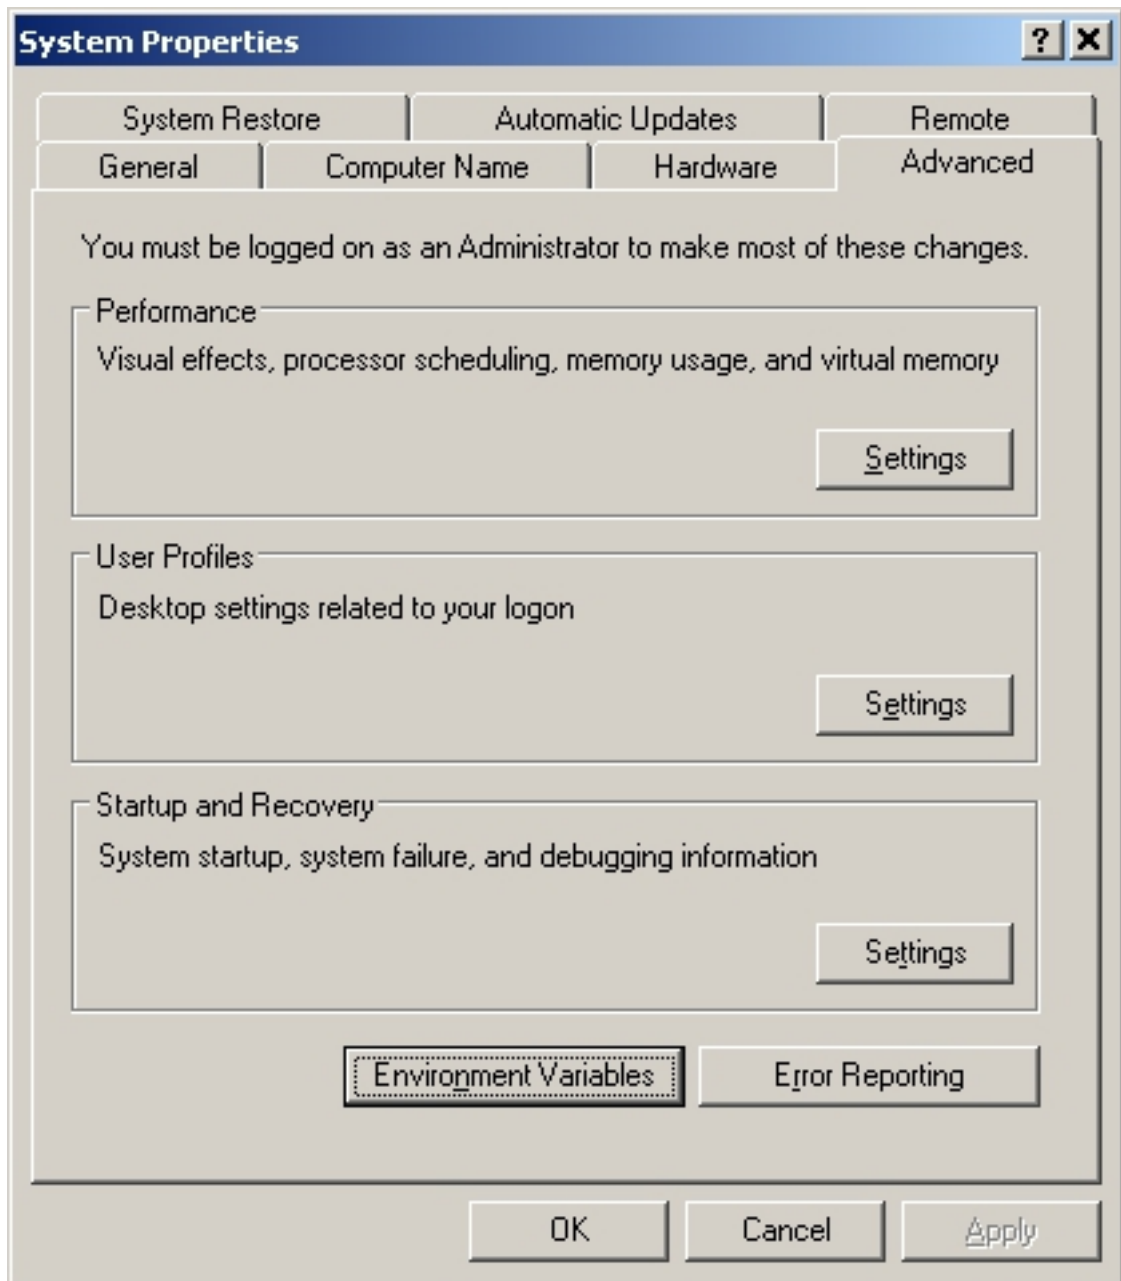 System Properties
System Restore Automatic Updates Remote
General Computer Name Hardware Advanced
You must be logged on as an Administrator to make most of these changes.
Performance
Visual effects, processor scheduling, memory usage, and virtual memory
Settings
User Profiles
Desktop settings related to your logon
Settings
Startup and Recovery
System startup, system failure, and debugging information
Settings
Environment Variables Error Reporting
OK Cancel Apply